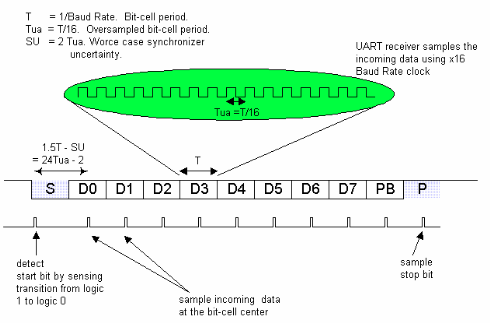 T = 1/Baud Rate. Bit-cell period.
Tua = T/16. Oversampled bit-cell period.
SU = 2 Tua. Worce case synchronizer
uncertainty.
UART receiver samples the
incoming data using x16
Baud Rate clock
Tua =T/16
1.5T - SU
= 24Tua - 2
T
S D0 D1 D2 D3 D4 D5 D6 D7 PB P
detect
start bit by sensing
transition from logic
1 to logic 0
sample incoming data
at the bit-cell center
sample
stop bit